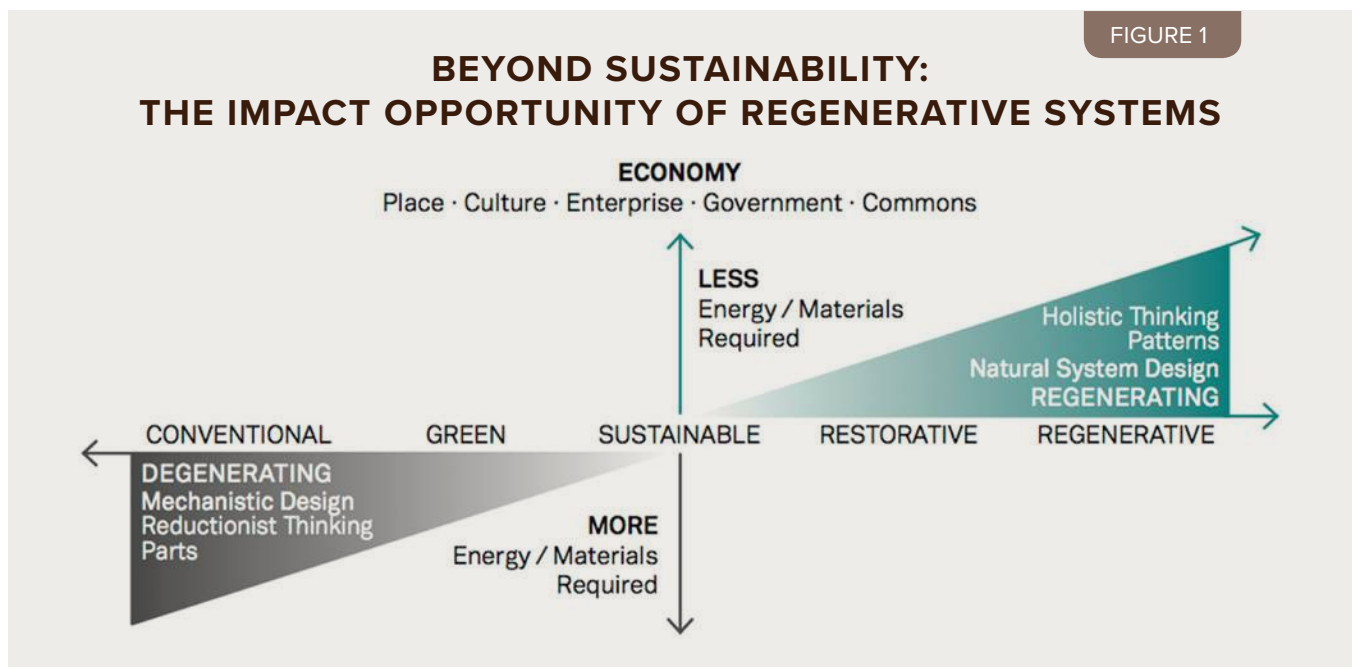 FIGURE 1
BEYOND SUSTAINABILITY:
THE IMPACT OPPORTUNITY OF REGENERATIVE SYSTEMS
ECONOMY
Place · Culture · Enterprise · Government · Commons
LESS
Energy / Materials
Required
Holistic Thinking
Patterns
Natural System Design
REGENERATING
CONVENTIONAL GREEN SUSTAINABLE RESTORATIVE REGENERATIVE
DEGENERATING
Mechanistic Design
Reductionist Thinking
Parts
MORE
Energy / Materials
Required